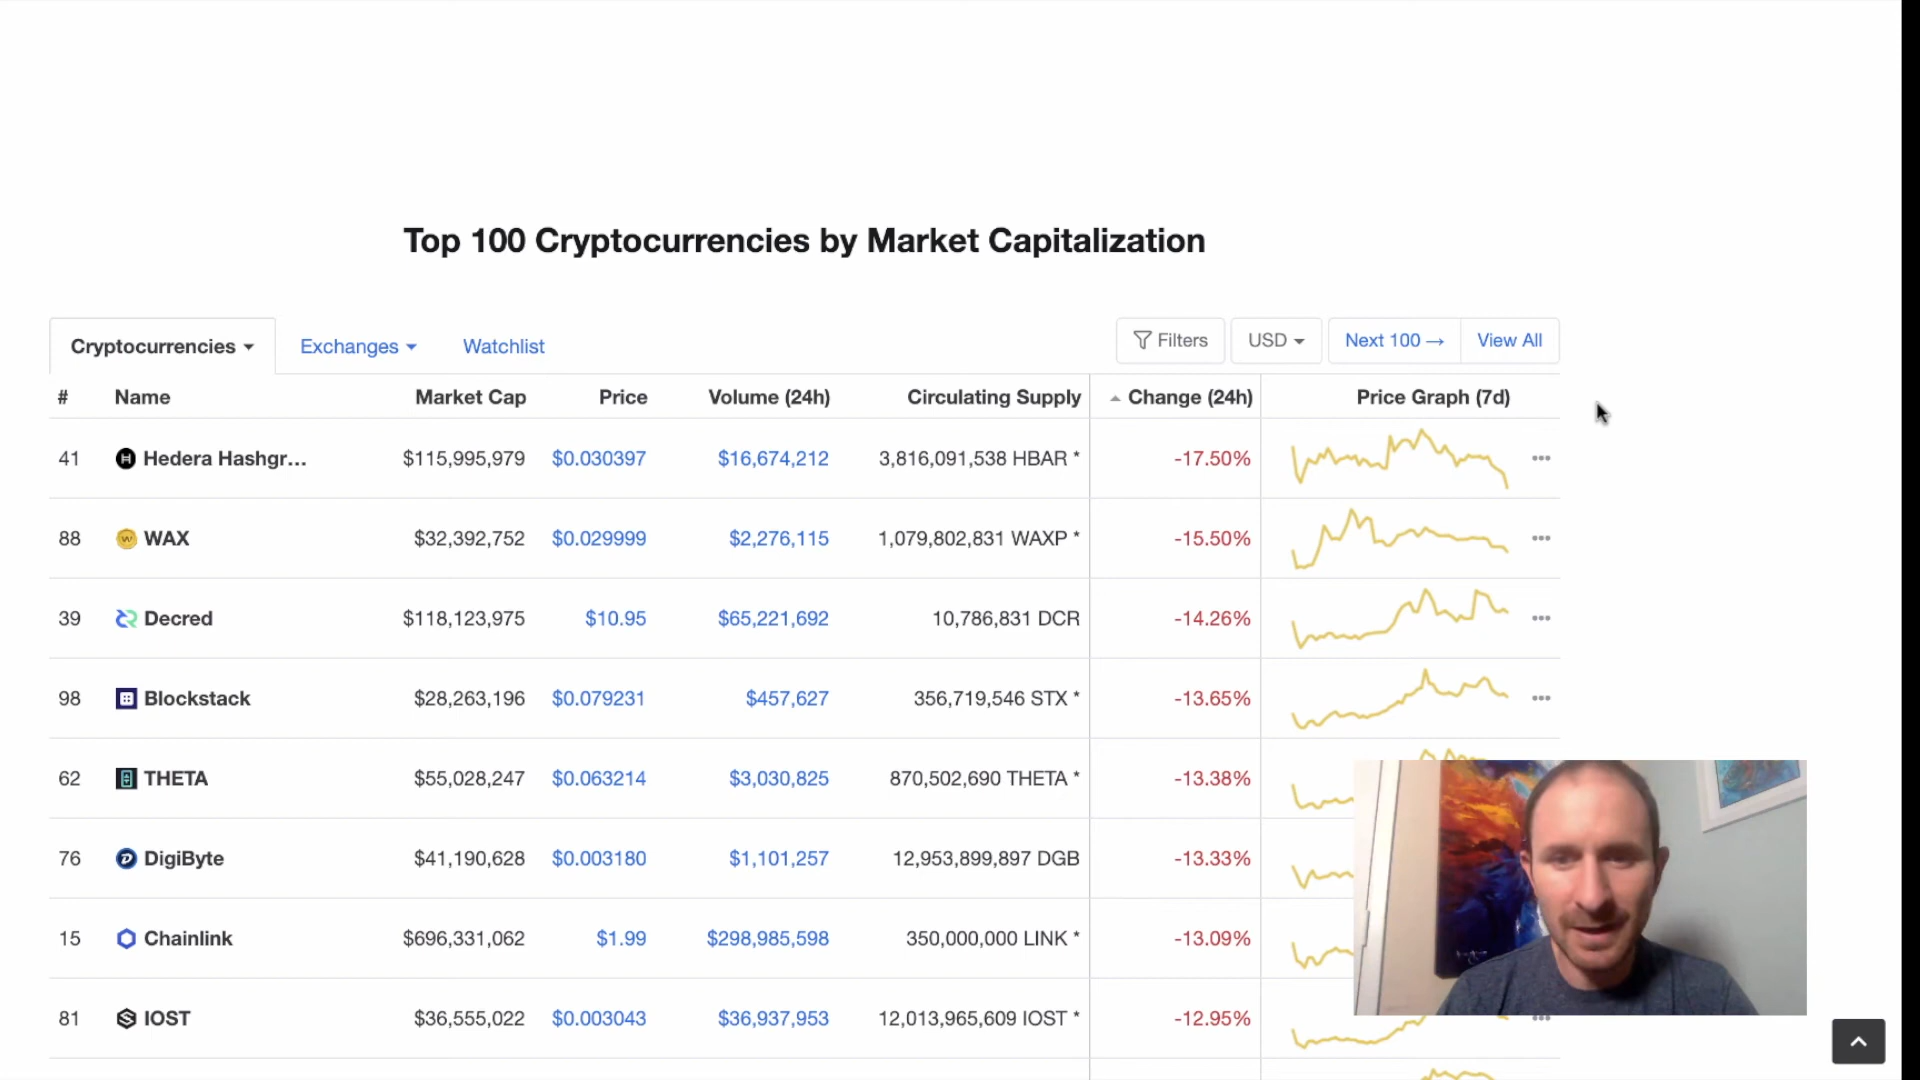 Top 100 Cryptocurrencies by Market Capitalization
Cryptocurrencies Exchanges Watchlist Filters USD Next 100 → View All
# Name Market Cap Price Volume (24h) Circulating Supply Change (24h) Price Graph (7d)
41 Hedera Hashgr... $115,995,979 $0.030397 $16,674,212 3,816,091,538 HBAR * -17.50%
88 WAX $32,392,752 $0.029999 $2,276,115 1,079,802,831 WAXP * -15.50%
39 Decred $118,123,975 $10.95 $65,221,692 10,786,831 DCR -14.26%
98 Blockstack $28,263,196 $0.079231 $457,627 356,719,546 STX * -13.65%
62 THETA $55,028,247 $0.063214 $3,030,825 870,502,690 THETA * -13.38%
76 DigiByte $41,190,628 $0.003180 $1,101,257 12,953,899,897 DGB -13.33%
15 Chainlink $696,331,062 $1.99 $298,985,598 350,000,000 LINK * -13.09%
81 IOST $36,555,022 $0.003043 $36,937,953 12,013,965,609 IOST * -12.95%